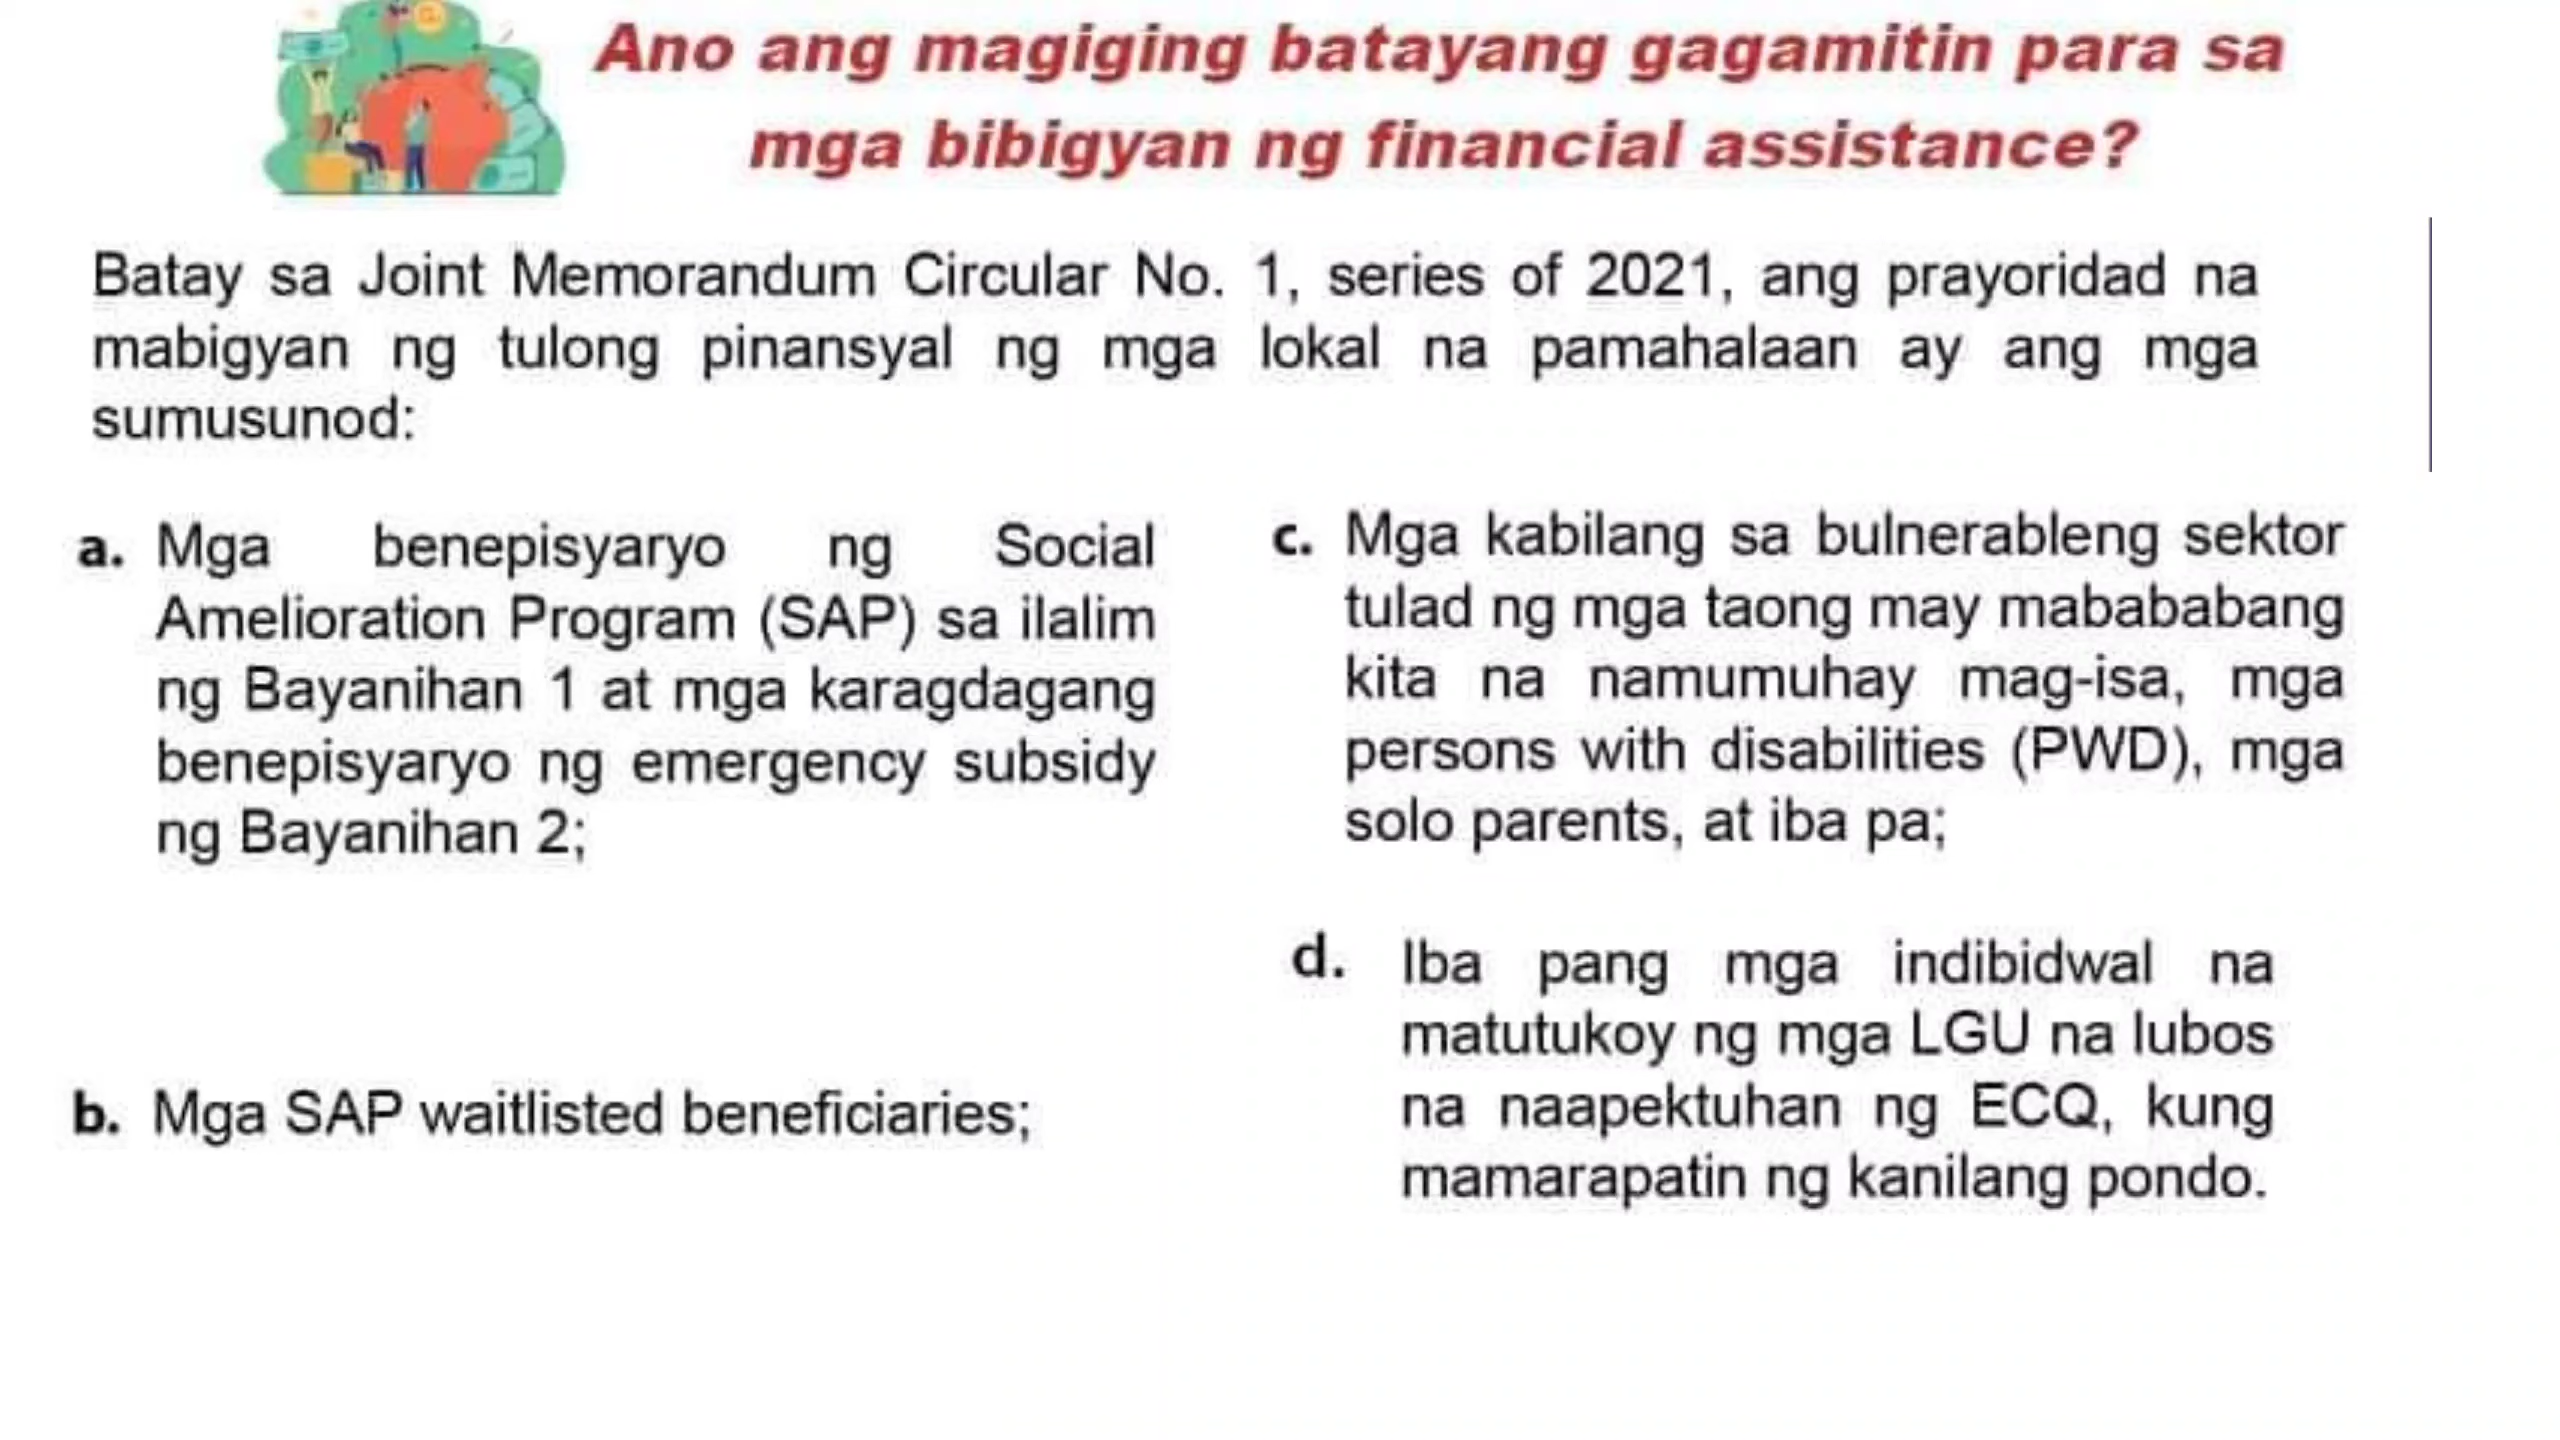 Ano ang magiging batayang gagamitin para sa
mga bibigyan ng financial assistance?
Batay sa Joint Memorandum Circular No. 1, series of 2021, ang prayoridad na
mabigyan ng tulong pinansyal ng mga lokal na pamahalaan ay ang mga
sumusunod:
a. Mga benepisyaryo ng Social
Amelioration Program (SAP) sa ilalim
ng Bayanihan 1 at mga karagdagang
benepisyaryo ng emergency subsidy
ng Bayanihan 2;
b. Mga SAP waitlisted beneficiaries;
c. Mga kabilang sa bulnerableng sektor
tulad ng mga taong may mabababang
kita na namumuhay mag-isa, mga
persons with disabilities (PWD), mga
solo parents, at iba pa;
d. Iba pang mga indibidwal na
matutukoy ng mga LGU na lubos
na naapektuhan ng ECQ, kung
mamarapatin ng kanilang pondo.